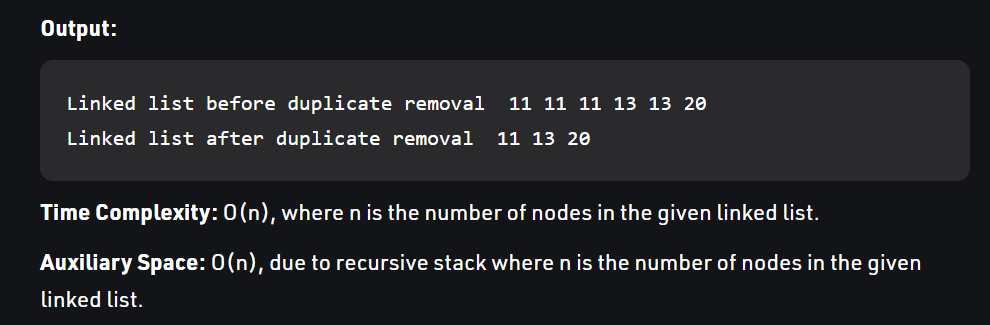 Output:
Linked list before duplicate removal  11 11 11 13 13 20
Linked list after duplicate removal  11 13 20
Time Complexity: O(n), where n is the number of nodes in the given linked list.
Auxiliary Space: O(n), due to recursive stack where n is the number of nodes in the given
linked list.